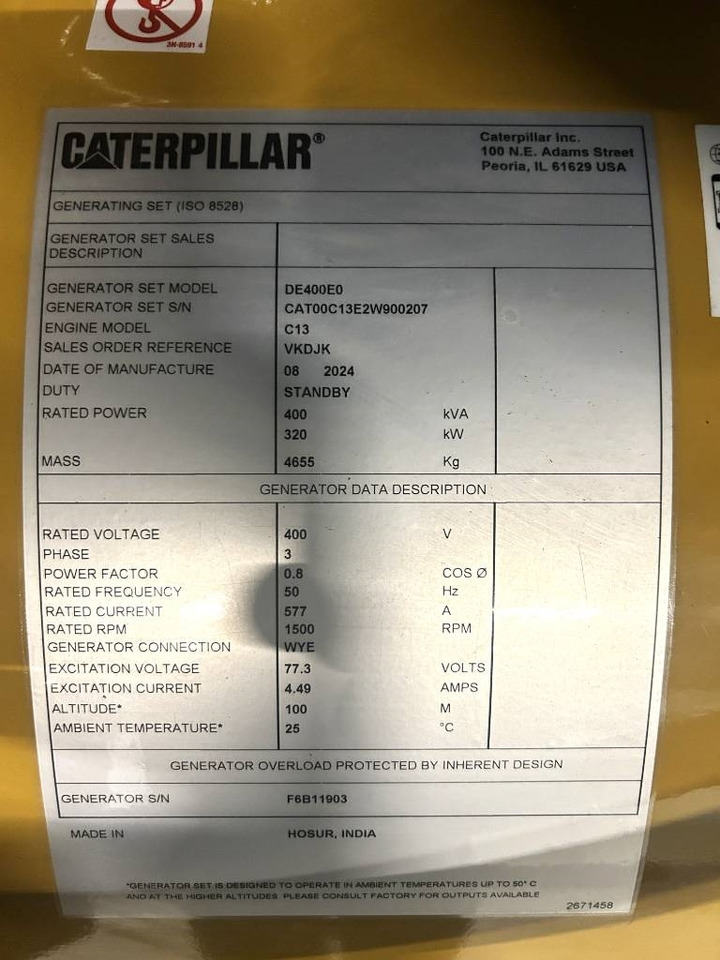 3N-8591 4
CATERPILLAR®
Caterpillar Inc.
100 N.E. Adams Street
Peoria, IL 61629 USA
GENERATING SET (ISO 8528)
GENERATOR SET SALES
DESCRIPTION
GENERATOR SET MODEL DE400E0
GENERATOR SET S/N CAT00C13E2W900207
ENGINE MODEL C13
SALES ORDER REFERENCE VKDJK
DATE OF MANUFACTURE 08 2024
DUTY STANDBY
RATED POWER 400 kVA
320 kW
MASS 4655 Kg
GENERATOR DATA DESCRIPTION
RATED VOLTAGE 400 V
PHASE 3
POWER FACTOR 0.8 COS Ø
RATED FREQUENCY 50 Hz
RATED CURRENT 577 A
RATED RPM 1500 RPM
GENERATOR CONNECTION WYE
EXCITATION VOLTAGE 77.3 VOLTS
EXCITATION CURRENT 4.49 AMPS
ALTITUDE* 100 M
AMBIENT TEMPERATURE* 25 °C
GENERATOR OVERLOAD PROTECTED BY INHERENT DESIGN
GENERATOR S/N F6B11903
MADE IN HOSUR, INDIA
*GENERATOR SET IS DESIGNED TO OPERATE IN AMBIENT TEMPERATURES UP TO 50° C
AND AT THE HIGHER ALTITUDES. PLEASE CONSULT FACTORY FOR OUTPUTS AVAILABLE
2671458